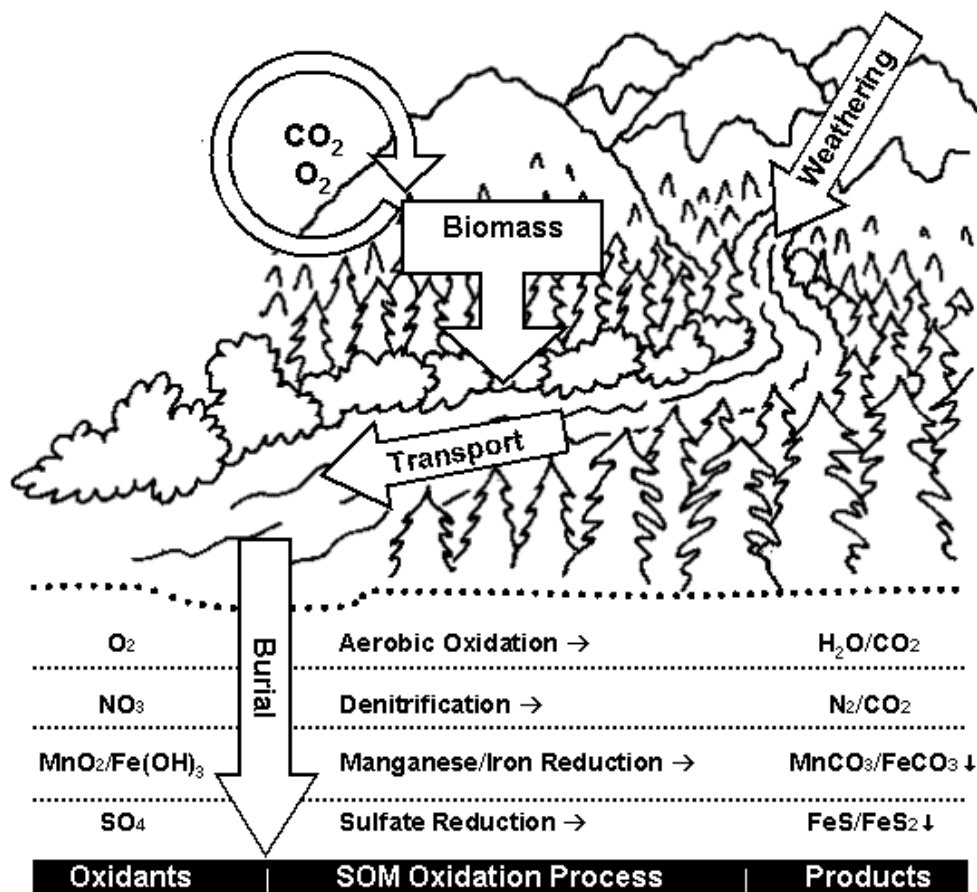 Weathering
CO₂
O₂
Biomass
Transport
Burial
O₂ Aerobic Oxidation → H₂O/CO₂
NO₃ Denitrification → N₂/CO₂
MnO₂/Fe(OH)₃ Manganese/Iron Reduction → MnCO₃/FeCO₃↓
SO₄ Sulfate Reduction → FeS/FeS₂↓
Oxidants | SOM Oxidation Process | Products